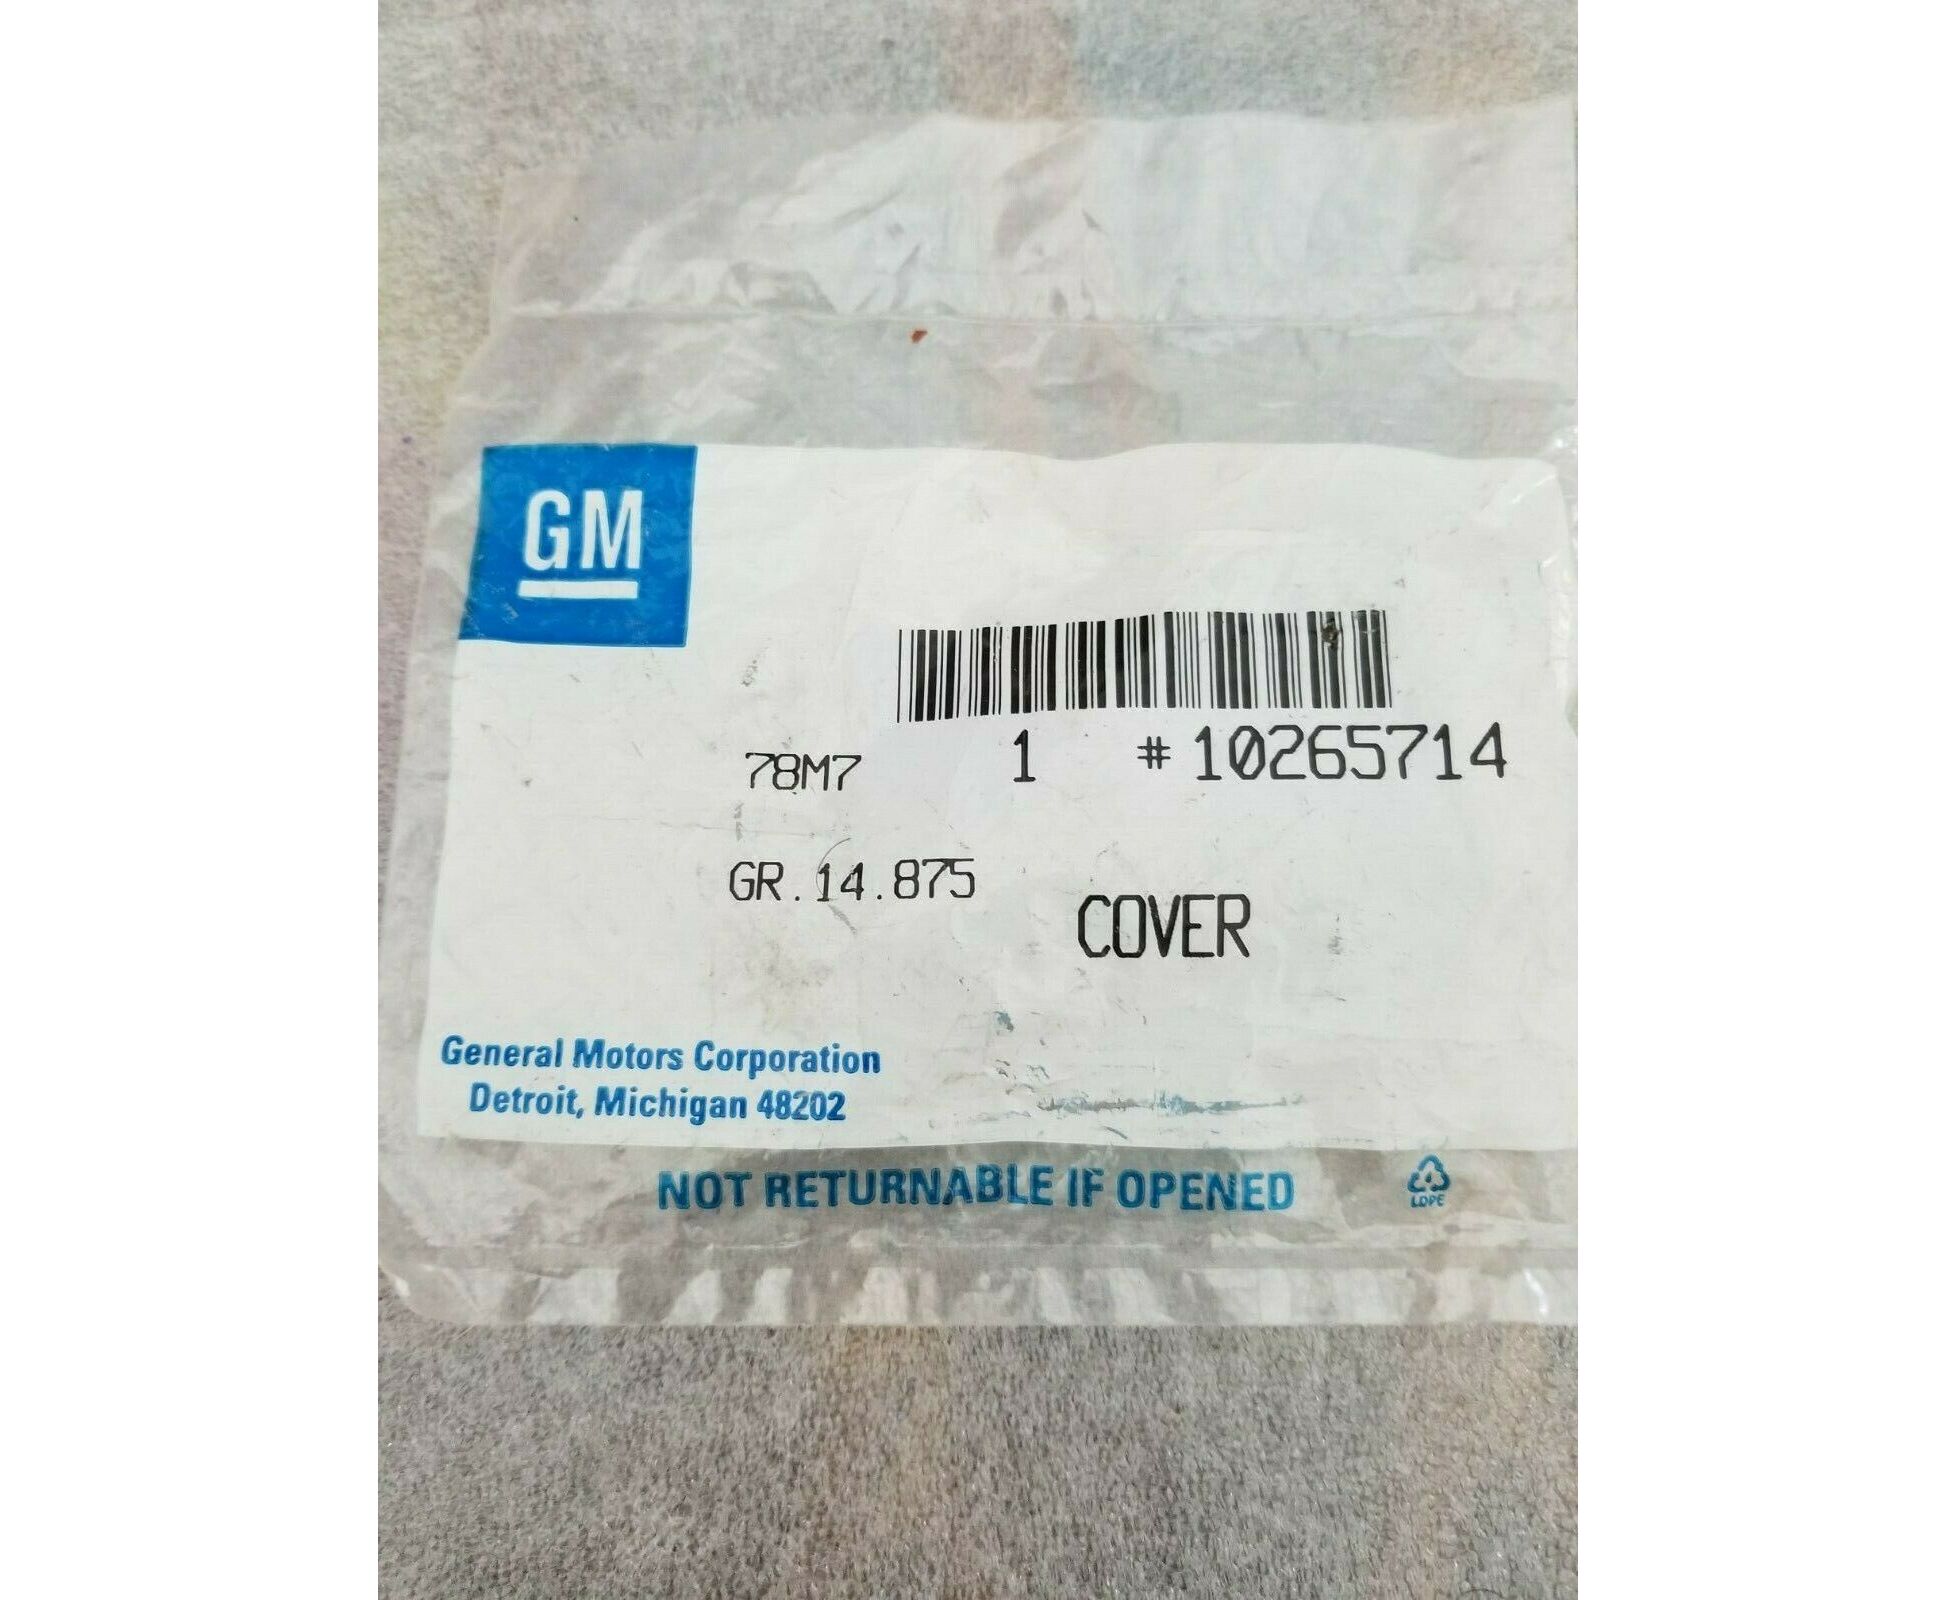 GM
78M7 1 #10265714
GR.14.875
COVER
General Motors Corporation
Detroit, Michigan 48202
NOT RETURNABLE IF OPENED
LDPE